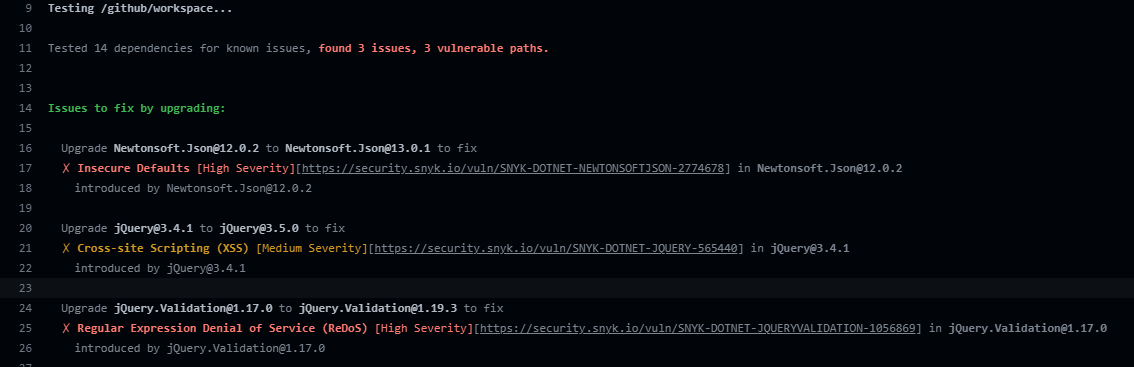 9 Testing /github/workspace...
10
11 Tested 14 dependencies for known issues, found 3 issues, 3 vulnerable paths.
12
13
14 Issues to fix by upgrading:
15
16 Upgrade Newtonsoft.Json@12.0.2 to Newtonsoft.Json@13.0.1 to fix
17 ✗ Insecure Defaults [High Severity][https://security.snyk.io/vuln/SNYK-DOTNET-NEWTONSOFTJSON-2774678] in Newtonsoft.Json@12.0.2
18 introduced by Newtonsoft.Json@12.0.2
19
20 Upgrade jQuery@3.4.1 to jQuery@3.5.0 to fix
21 ✗ Cross-site Scripting (XSS) [Medium Severity][https://security.snyk.io/vuln/SNYK-DOTNET-JQUERY-565440] in jQuery@3.4.1
22 introduced by jQuery@3.4.1
23
24 Upgrade jQuery.Validation@1.17.0 to jQuery.Validation@1.19.3 to fix
25 ✗ Regular Expression Denial of Service (ReDoS) [High Severity][https://security.snyk.io/vuln/SNYK-DOTNET-JQUERYVALIDATION-1056869] in jQuery.Validation@1.17.0
26 introduced by jQuery.Validation@1.17.0